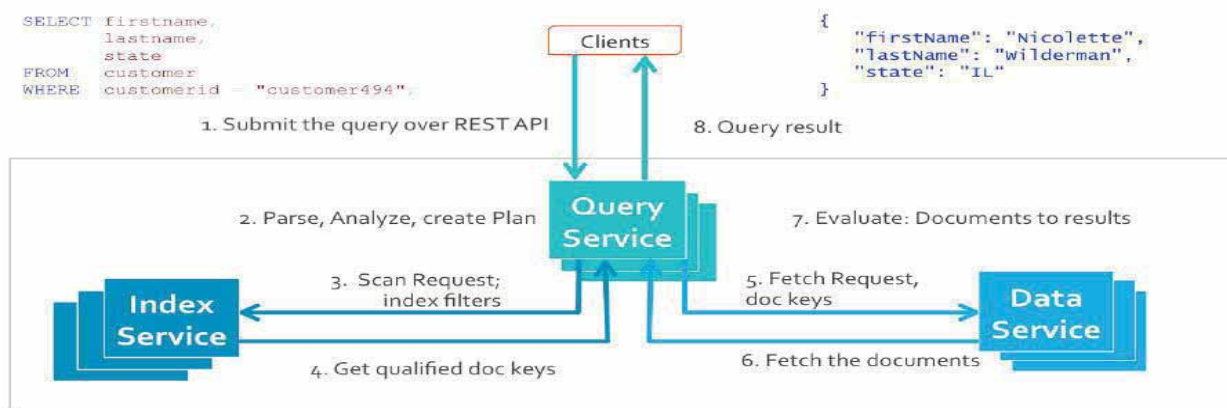 SELECT firstname,
lastname,
state
FROM customer
WHERE customerid = "customer494";
{
"firstName": "Nicolette",
"lastName": "Wilderman",
"state": "IL"
}
Clients
1. Submit the query over REST API
8. Query result
2. Parse, Analyze, create Plan
Query
Service
7. Evaluate: Documents to results
3. Scan Request;
index filters
5. Fetch Request,
doc keys
Index
Service
Data
Service
4. Get qualified doc keys
6. Fetch the documents